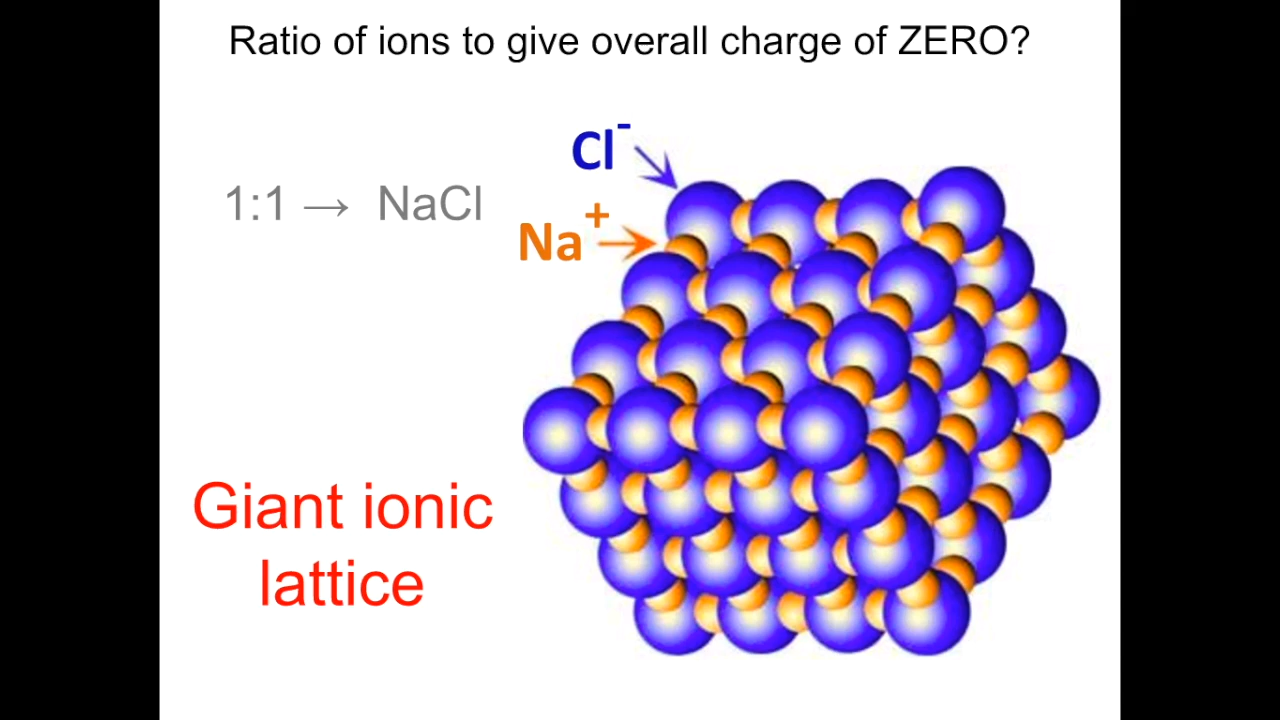 Ratio of ions to give overall charge of ZERO?
Cl⁻
1:1 → NaCl
Na⁺
Giant ionic
lattice